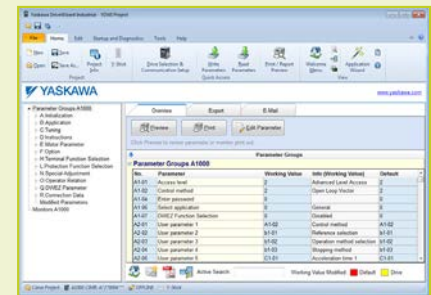 Yaskawa DriveWizard Industrial - YDWI Project
File Home Edit Startup and Diagnostics Tools Help
New Save
Open Save As...
Project Info
E-Wait
Drive Selection & Communication Setup
Write Parameters
Read Parameters
Print / Report Preview
Welcome Menu
Application Wizard
Project
Quick Access
View
YASKAWA
www.yaskawa.com
Parameter Groups A1000
A Initialization
B Application
C Tuning
D Instructions
E Motor Parameter
F Option
H Terminal Function Selection
L Protection Function Selection
N Special Adjustment
O Operator Relation
Q DWEZ Parameter
R Connection Data
Modified Parameters
Monitors A1000
Overview Export E-Mail
Preview Print Edit Parameter
Parameter Groups
Parameter Groups A1000
No. Parameter Working Value Info (Working Value) Default
A1-01 Access level 2 Advanced Level Access 2
A1-02 Control method 2 Open Loop Vector 2
A1-04 Enter password 0 0
A1-06 Select application 0 General 0
A1-07 DWEZ Function Selection 0 Disabled 0
A2-01 User parameter 1 A1-02 Control method A1-02
A2-02 User parameter 2 b1-01 Reference selection b1-01
A2-03 User parameter 3 b1-02 Operation method selection b1-02
A2-04 User parameter 4 b1-03 Stopping method b1-03
A2-05 User parameter 5 C1-01 Acceleration time 1 C1-01
Active Search
Working Value Modified: Default Drive
Close Project
OFFLINE